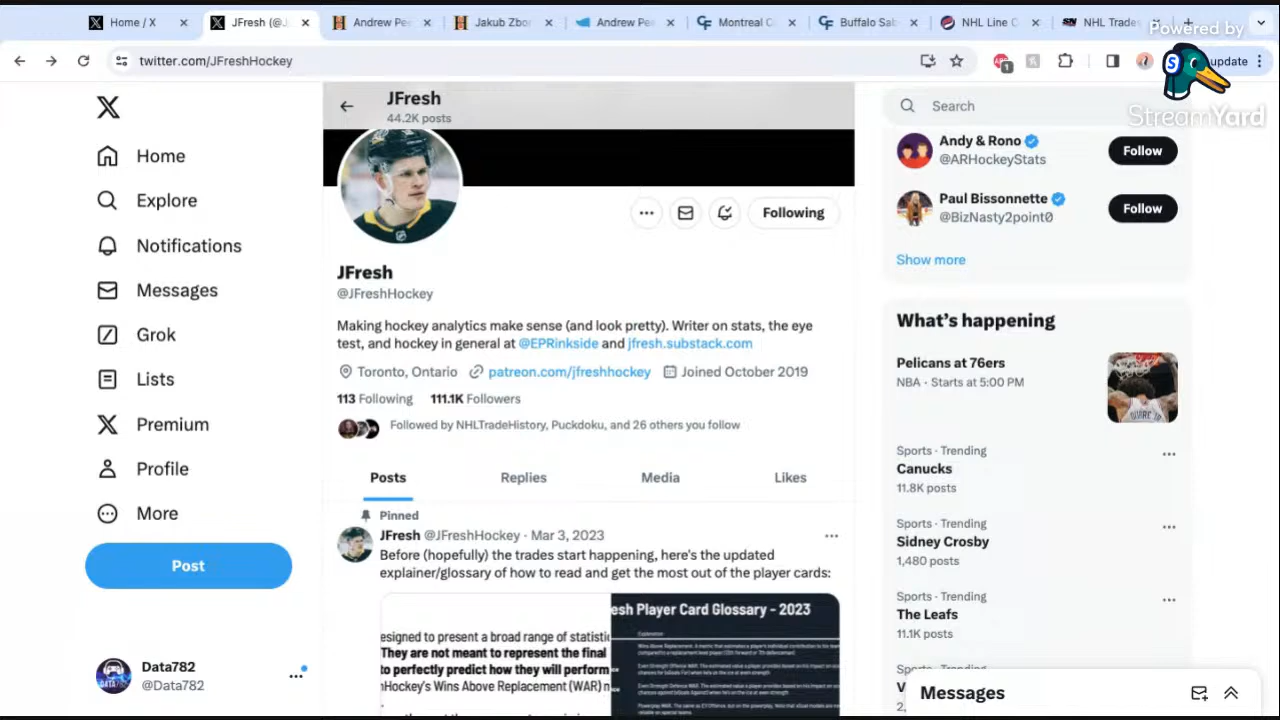 Home / X
JFresh (@J
Andrew Pe
Jakub Zbor
Andrew Pe
Montreal C
Buffalo Sab
NHL Line C
NHL Trades
Powered by
twitter.com/JFreshHockey
1
update
StreamYard
JFresh
44.2K posts
Search
Home
Explore
Notifications
Messages
Grok
Lists
Premium
Profile
More
Post
Data782
@Data782
Following
JFresh
@JFreshHockey
Making hockey analytics make sense (and look pretty). Writer on stats, the eye
test, and hockey in general at @EPRinkside and jfresh.substack.com
Toronto, Ontario patreon.com/jfreshhockey Joined October 2019
113 Following 111.1K Followers
Followed by NHLTradeHistory, Puckdoku, and 26 others you follow
Posts Replies Media Likes
Pinned
JFresh @JFreshHockey · Mar 3, 2023
Before (hopefully) the trades start happening, here's the updated
explainer/glossary of how to read and get the most out of the player cards:
esigned to present a broad range of statistic
They are not meant to represent the final
to perfectly predict how they will perform
Hockey's Wins Above Replacement (WAR)
esh Player Card Glossary - 2023
Andy & Rono
@ARHockeyStats
Follow
Paul Bissonnette
@BizNasty2point0
Follow
Show more
What's happening
Pelicans at 76ers
NBA · Starts at 5:00 PM
Sports · Trending
Canucks
11.8K posts
Sports · Trending
Sidney Crosby
1,480 posts
Sports · Trending
The Leafs
11.1K posts
Messages